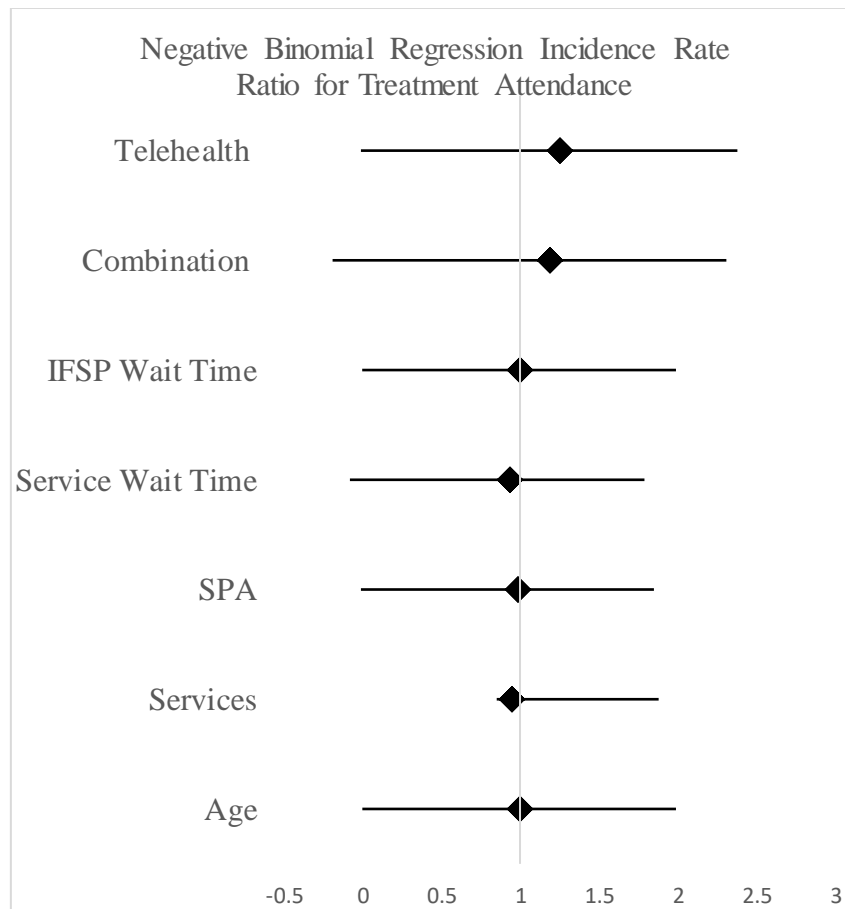 Negative Binomial Regression Incidence Rate
Ratio for Treatment Attendance
Telehealth
Combination
IFSP Wait Time
Service Wait Time
SPA
Services
Age
-0.5 0 0.5 1 1.5 2 2.5 3